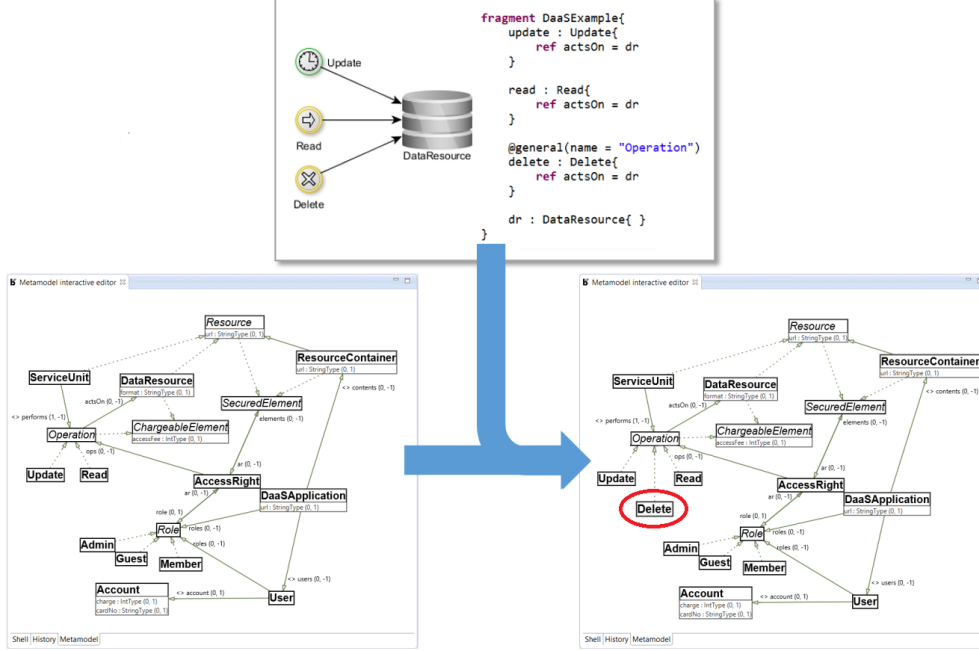 Update
Read
Delete
DataResource
fragment DaaSExample{
update : Update{
ref actsOn = dr
}
read : Read{
ref actsOn = dr
}
@general(name = "Operation")
delete : Delete{
ref actsOn = dr
}
dr : DataResource{ }
}
Metamodel interactive editor
Resource
url : StringType (0, 1)
ResourceContainer
url : StringType (0, 1)
ServiceUnit
DataResource
format : StringType (0, 1)
<> contents (0, -1)
actsOn (0, -1)
SecuredElement
<> performs (1, -1)
elements (0, -1)
ChargeableElement
accessFee : IntType (0, 1)
Operation
ops (0, -1)
ar (0, -1)
Update
Read
AccessRight
ar (0, -1)
DaaSApplication
url : StringType (0, 1)
role (0, 1)
Role
roles (0, -1)
roles (0, -1)
Admin
Guest
Member
<> users (0, -1)
Account
charge : IntType (0, 1)
cardNo : StringType (0, 1)
<> account (0, 1)
User
Shell History Metamodel
Metamodel interactive editor
Resource
url : StringType (0, 1)
ResourceContainer
url : StringType (0, 1)
ServiceUnit
DataResource
format : StringType (0, 1)
<> contents (0, -1)
actsOn (0, -1)
SecuredElement
<> performs (1, -1)
elements (0, -1)
ChargeableElement
accessFee : IntType (0, 1)
Operation
ops (0, -1)
ar (0, -1)
Update
Read
AccessRight
ar (0, -1)
DaaSApplication
url : StringType (0, 1)
Delete
role (0, 1)
Role
roles (0, -1)
roles (0, -1)
Admin
Guest
Member
<> users (0, -1)
Account
charge : IntType (0, 1)
cardNo : StringType (0, 1)
<> account (0, 1)
User
Shell History Metamodel